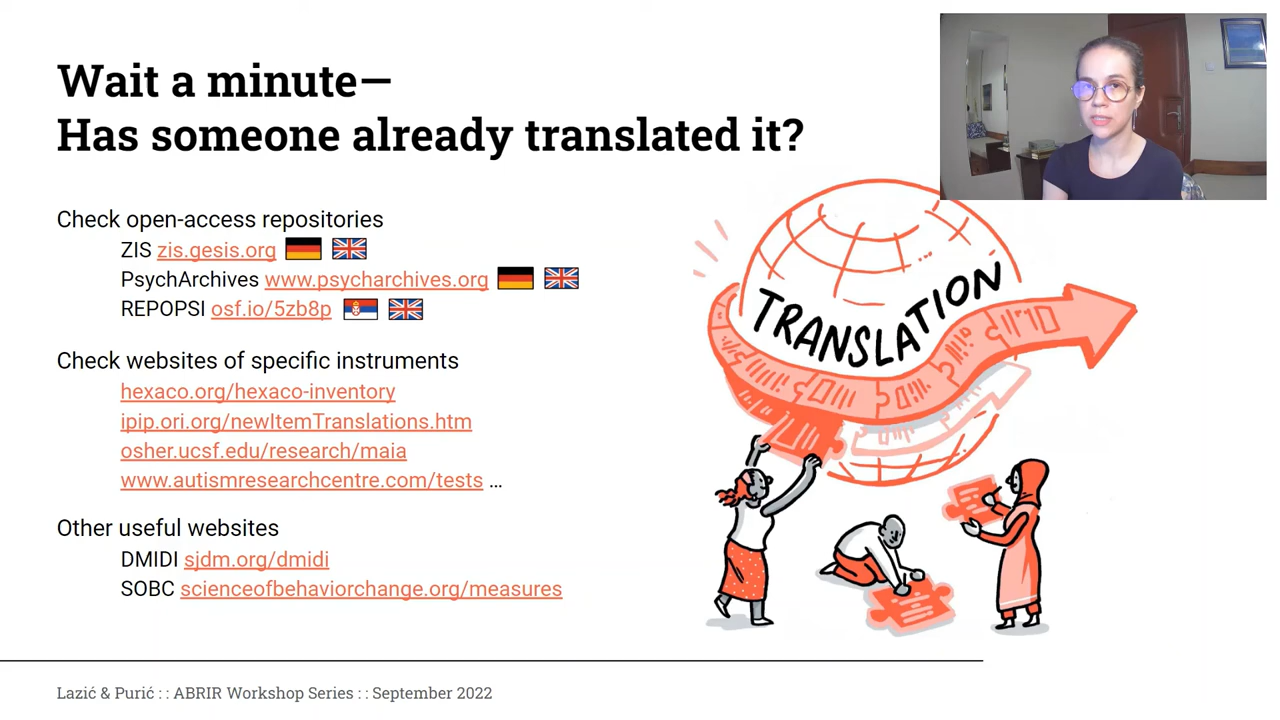 Wait a minute—
Has someone already translated it?
Check open-access repositories
ZIS zis.gesis.org
PsychArchives www.psycharchives.org
REPOPSI osf.io/5zb8p
Check websites of specific instruments
hexaco.org/hexaco-inventory
ipip.ori.org/newItemTranslations.htm
osher.ucsf.edu/research/maia
www.autismresearchcentre.com/tests ...
Other useful websites
DMIDI sjdm.org/dmidi
SOBC scienceofbehaviorchange.org/measures
TRANSLATION
Lazić & Purić : : ABRIR Workshop Series : : September 2022